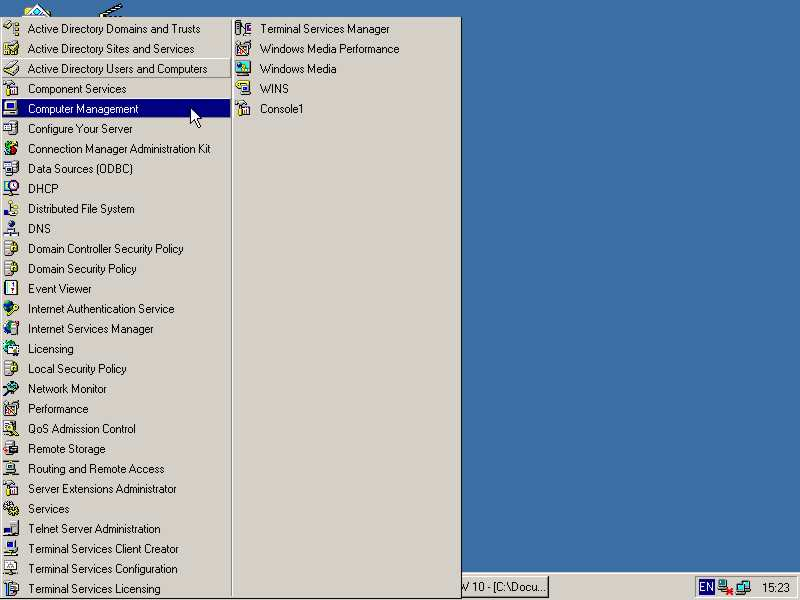 Active Directory Domains and Trusts
Active Directory Sites and Services
Active Directory Users and Computers
Component Services
Computer Management
Configure Your Server
Connection Manager Administration Kit
Data Sources (ODBC)
DHCP
Distributed File System
DNS
Domain Controller Security Policy
Domain Security Policy
Event Viewer
Internet Authentication Service
Internet Services Manager
Licensing
Local Security Policy
Network Monitor
Performance
QoS Admission Control
Remote Storage
Routing and Remote Access
Server Extensions Administrator
Services
Telnet Server Administration
Terminal Services Client Creator
Terminal Services Configuration
Terminal Services Licensing
Terminal Services Manager
Windows Media Performance
Windows Media
WINS
Console1
10 - [C:\Docu...
EN
15:23